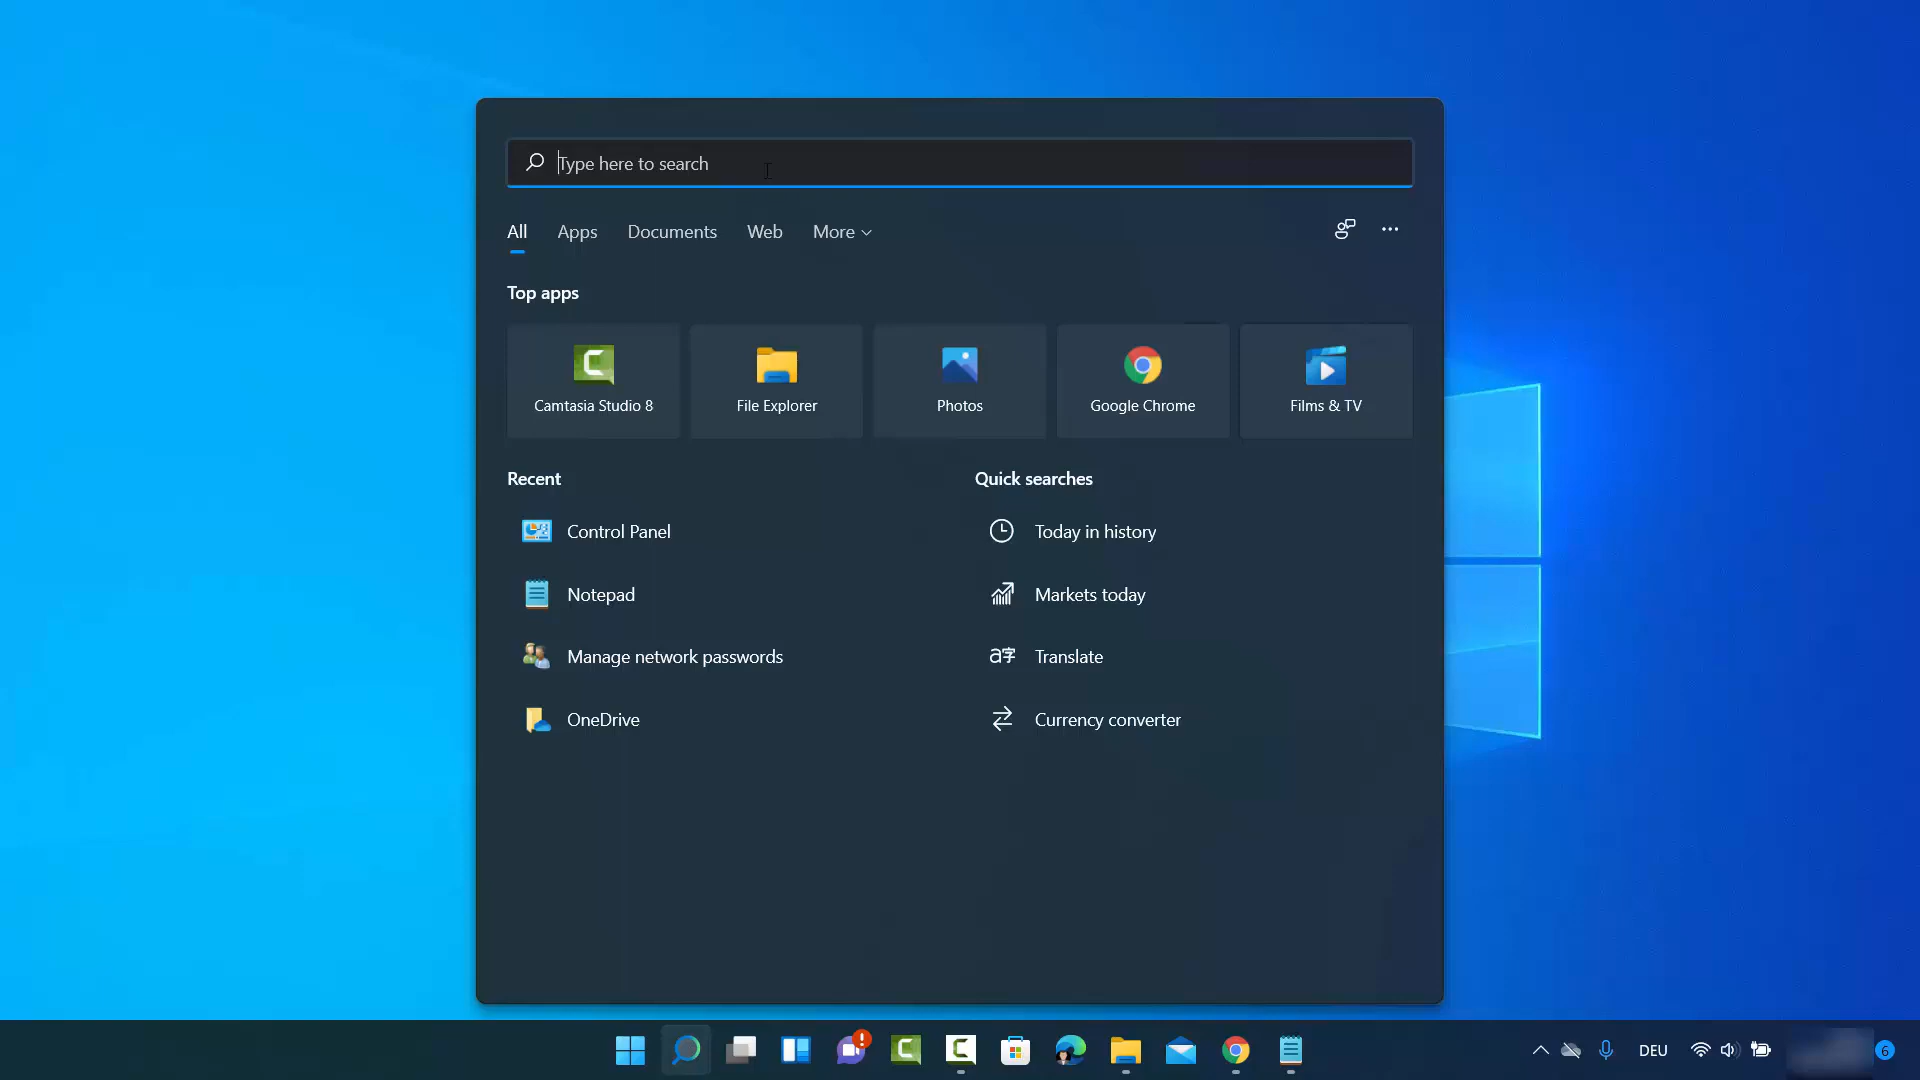 Type here to search
All Apps Documents Web More
Top apps
Camtasia Studio 8 File Explorer Photos Google Chrome Films & TV
Recent Quick searches
Control Panel Today in history
Notepad Markets today
Manage network passwords Translate
OneDrive Currency converter
DEU 6